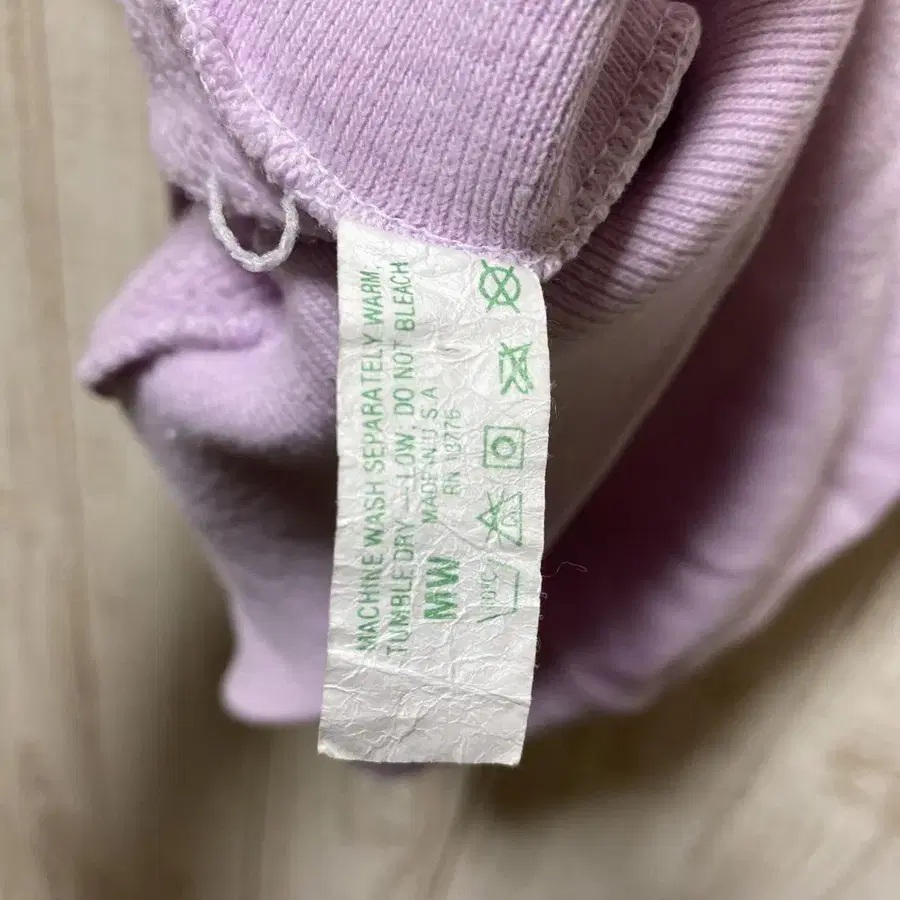 MACHINE WASH SEPARATELY WARM,
TUMBLE DRY – LOW, DO NOT BLEACH
MADE IN U.S.A
RN 13776
MW